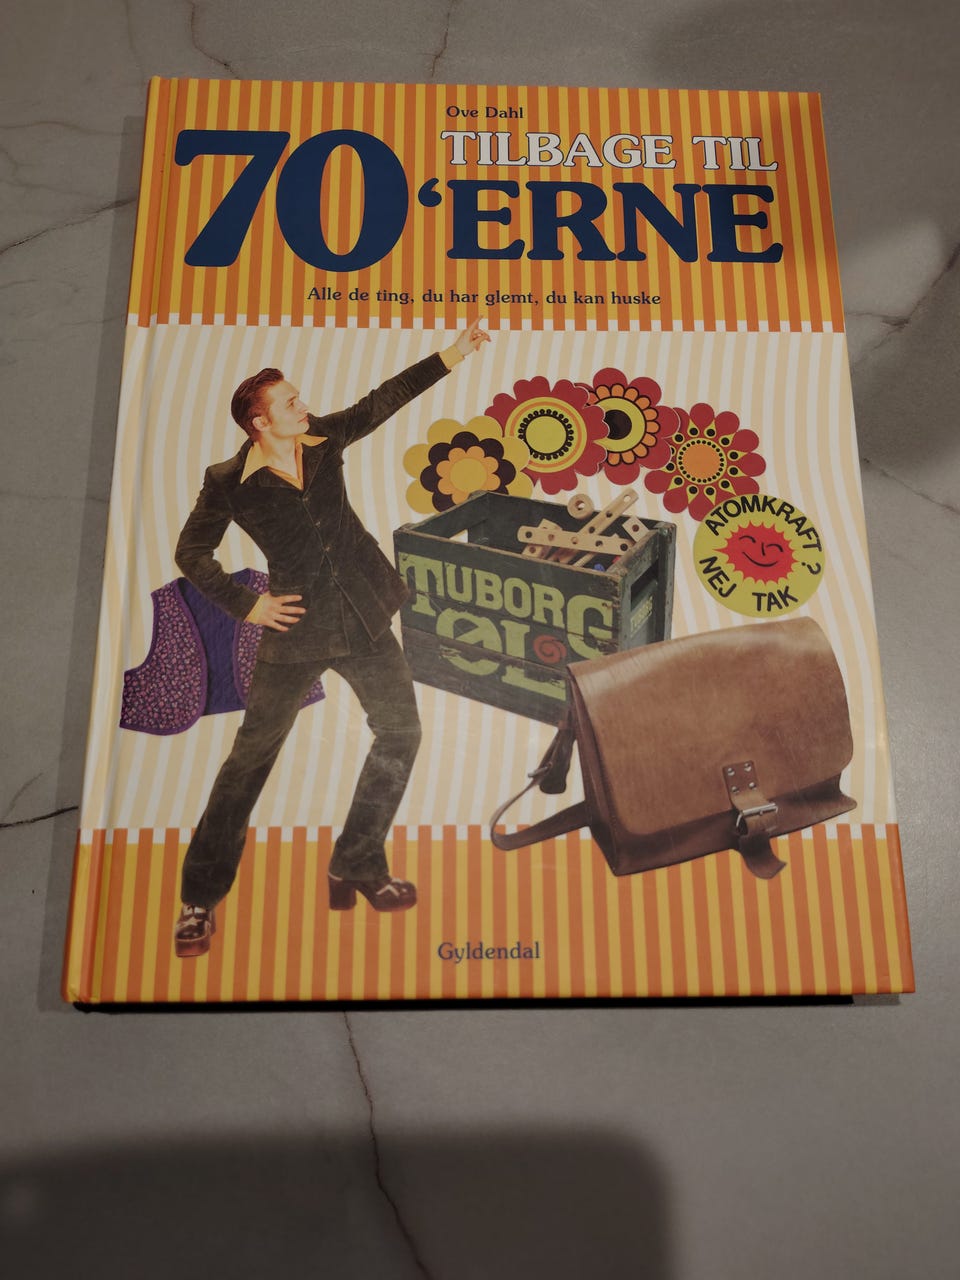 Ove Dahl
TILBAGE TIL
70 'ERNE
Alle de ting, du har glemt, du kan huske
ATOMKRAFT?
NEJ TAK
TUBORG
ØL
Gyldendal